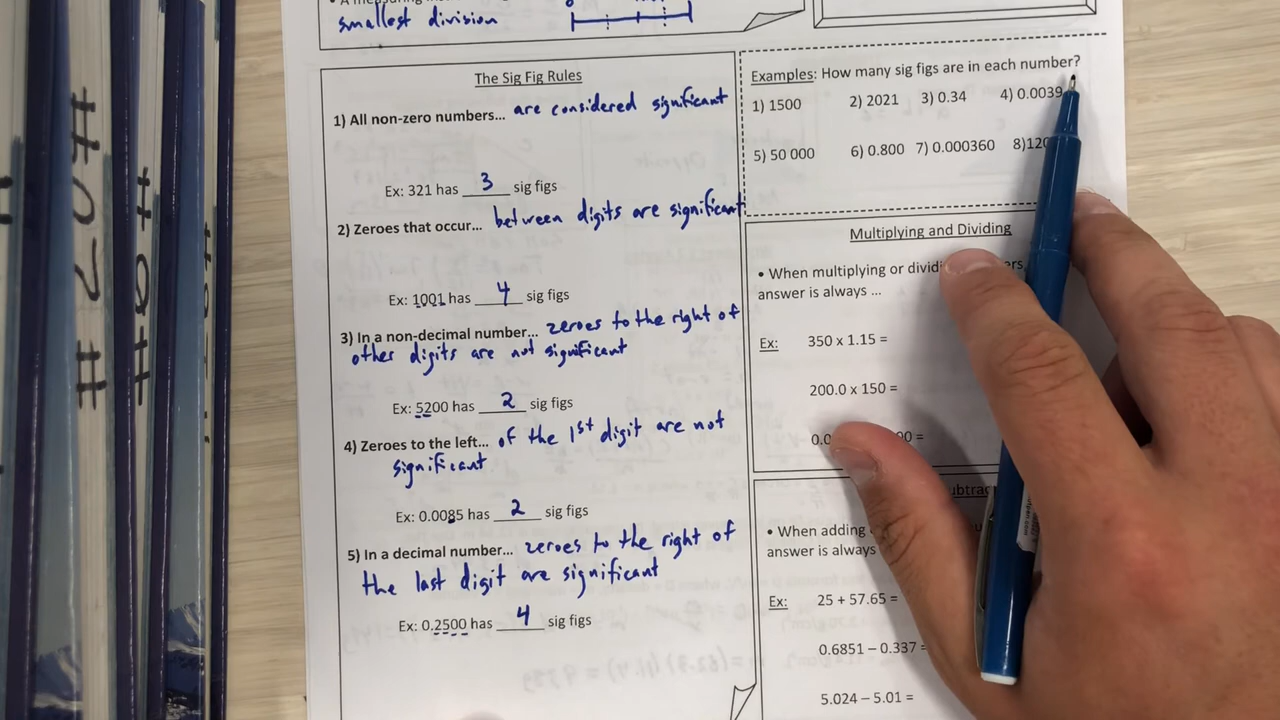 smallest division
The Sig Fig Rules
1) All non-zero numbers... are considered significant
Ex: 321 has 3 sig figs
2) Zeroes that occur... between digits are significant
Ex: 1001 has 4 sig figs
3) In a non-decimal number... zeroes to the right of
other digits are not significant
Ex: 5200 has 2 sig figs
4) Zeroes to the left... of the 1st digit are not
significant
Ex: 0.0085 has 2 sig figs
5) In a decimal number... zeroes to the right of
the last digit are significant
Ex: 0.2500 has 4 sig figs
Examples: How many sig figs are in each number?
1) 1500 2) 2021 3) 0.34 4) 0.0039
5) 50 000 6) 0.800 7) 0.000360 8)
Multiplying and Dividing
• When multiplying or
answer is always ...
Ex: 350 x 1.15 =
200.0 x 150 =
• When adding
answer is always
Ex: 25 + 57.65 =
0.6851 – 0.337 =
5.024 – 5.01 =
#502#
#0#